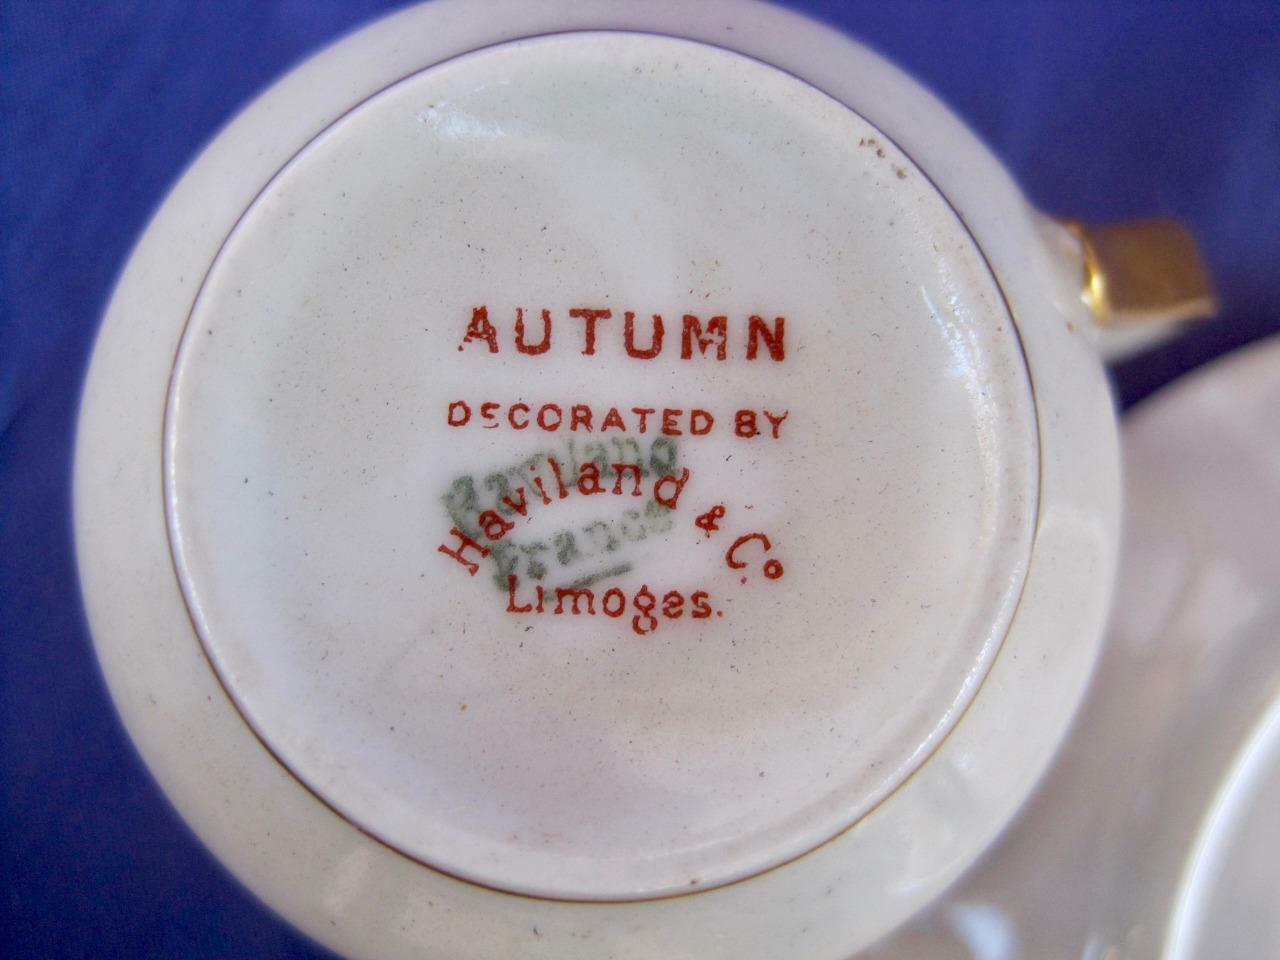 AUTUMN
DECORATED BY
Haviland & Co
Limoges.
Haviland
France